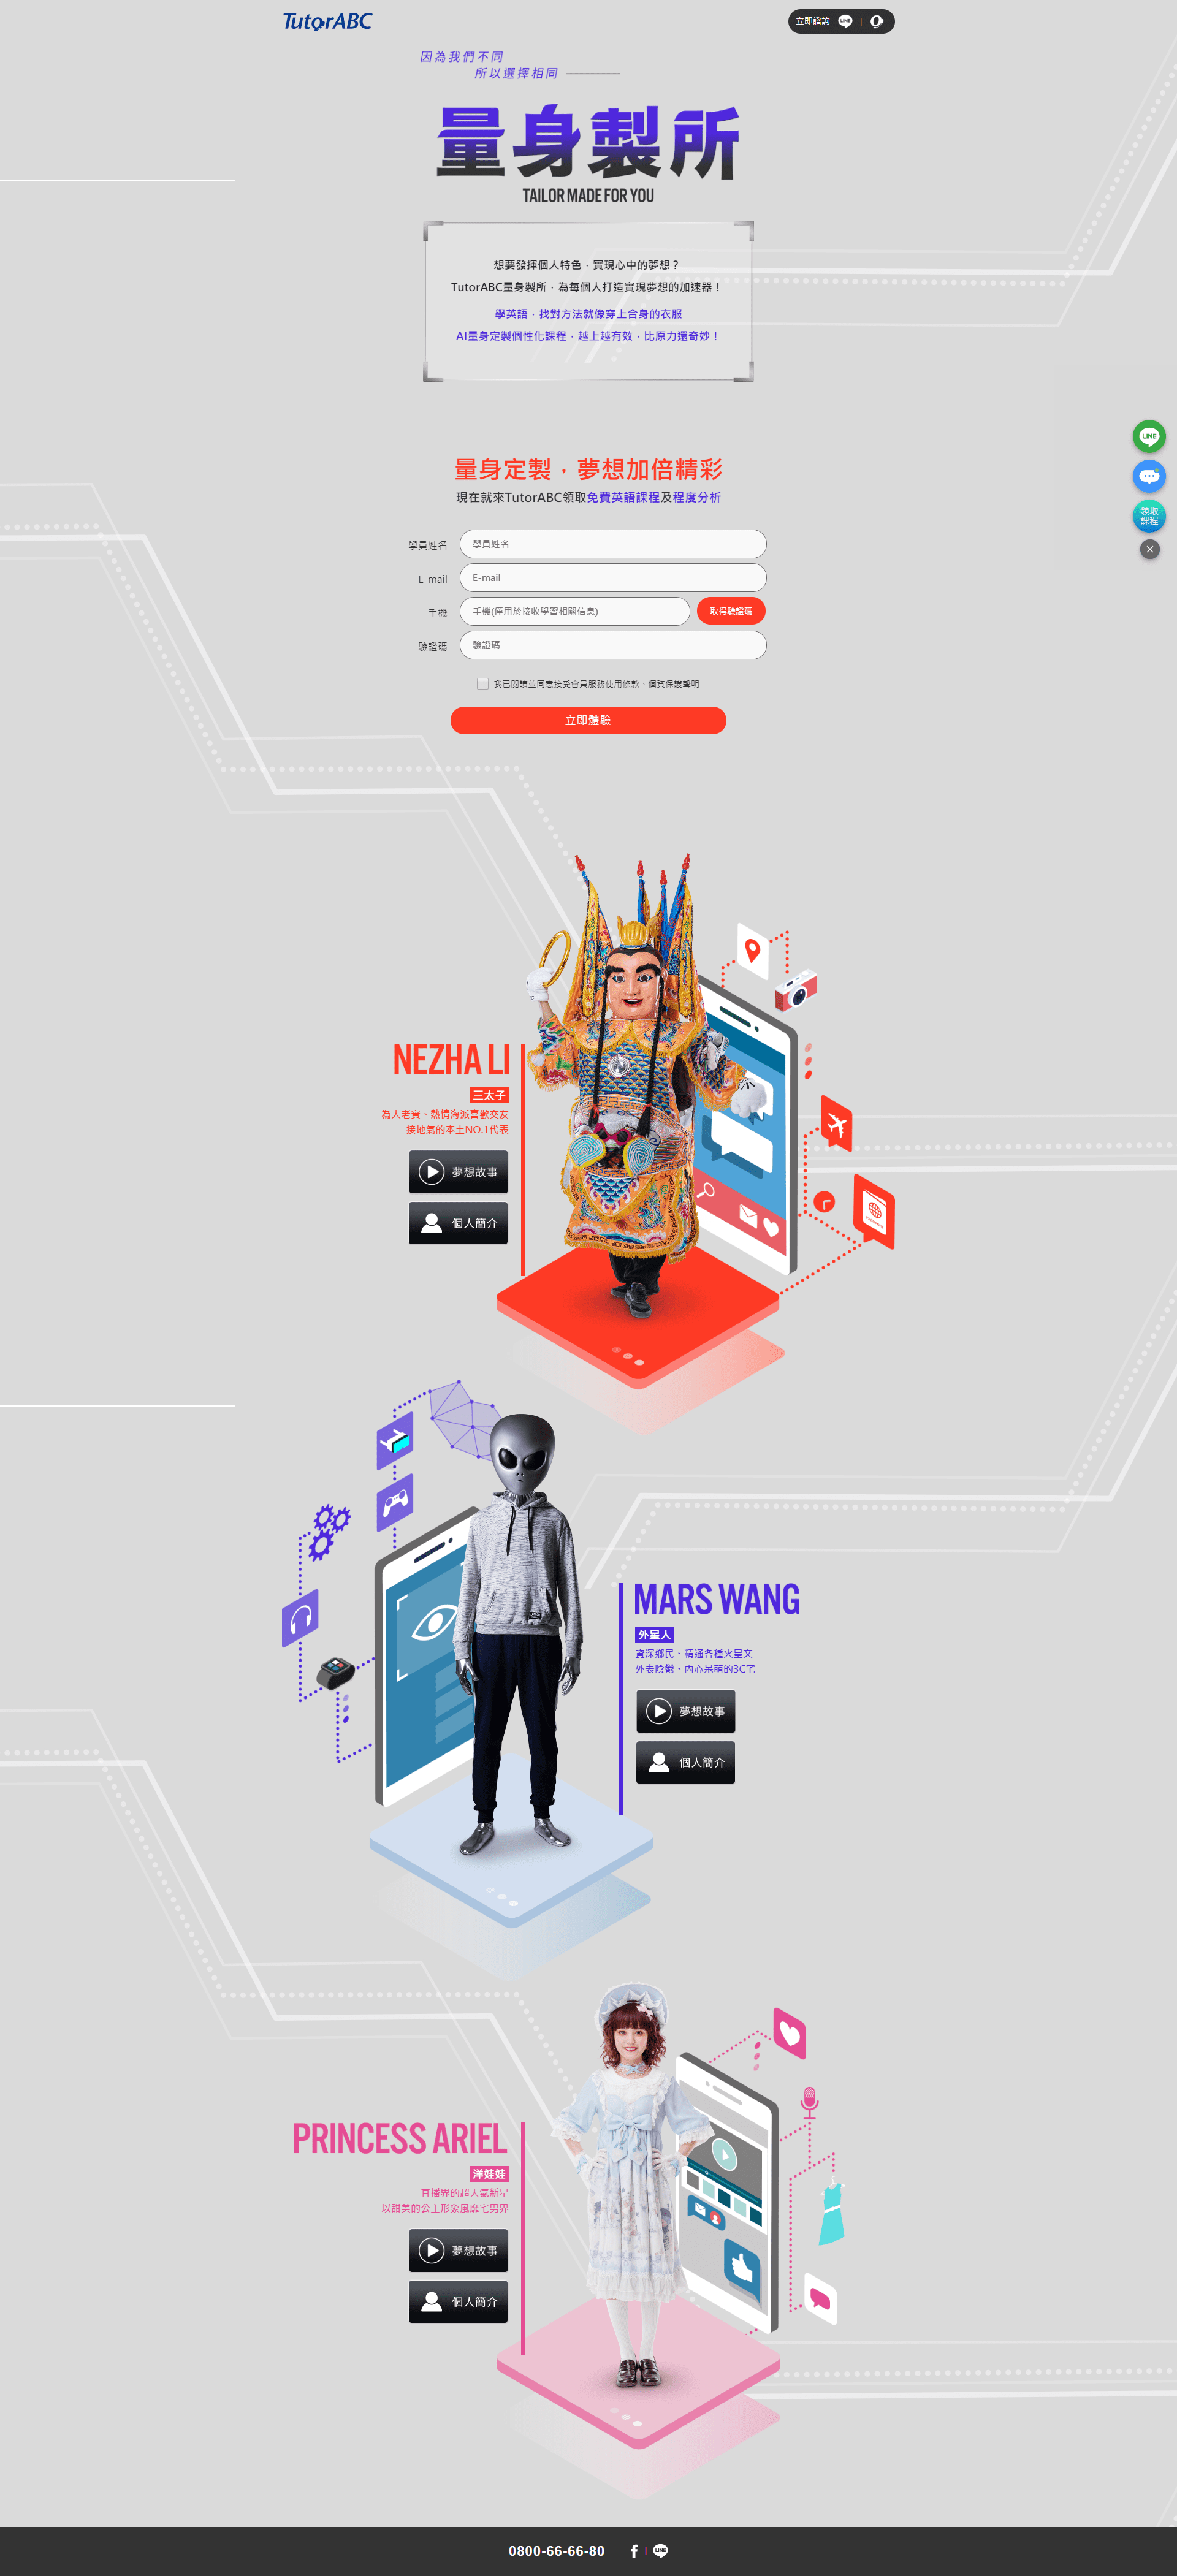 TutorABC
立即諮詢
LINE
因為我們不同
所以選擇相同
量身製所
TAILOR MADE FOR YOU
想要發揮個人特色，實現心中的夢想？
TutorABC量身製所，為每個人打造實現夢想的加速器！
學英語，找對方法就像穿上合身的衣服
AI量身定製個性化課程，越上越有效，比原力還奇妙！
LINE
領取
課程
量身定製，夢想加倍精彩
現在就來TutorABC領取免費英語課程及程度分析
學員姓名
學員姓名
E-mail
E-mail
手機
手機(僅用於接收學習相關信息)
取得驗證碼
驗證碼
驗證碼
我已閱讀並同意接受會員服務使用條款、個資保護聲明
立即體驗
NEZHA LI
三太子
為人老實、熱情海派喜歡交友
接地氣的本土NO.1代表
夢想故事
個人簡介
MARS WANG
外星人
資深鄉民、精通各種火星文
外表陰鬱、內心呆萌的3C宅
夢想故事
個人簡介
PRINCESS ARIEL
洋娃娃
直播界的超人氣新星
以甜美的公主形象風靡宅男界
夢想故事
個人簡介
0800-66-66-80
LINE